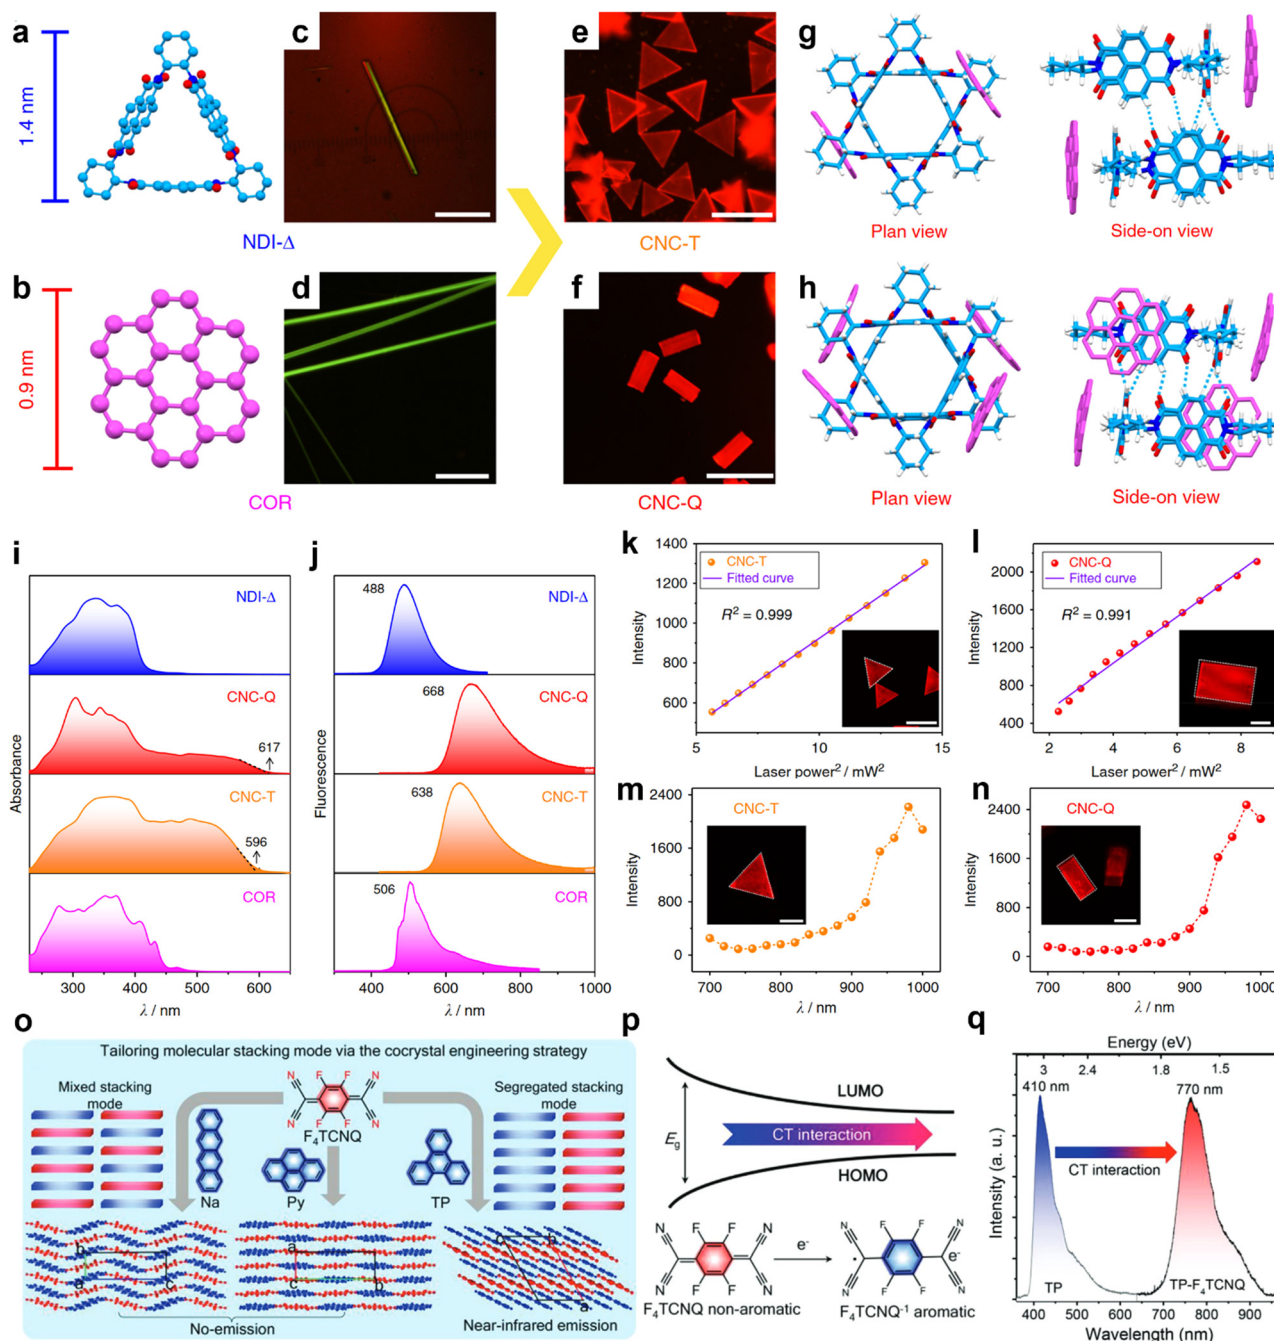 a
1.4 nm
c
e
g
NDI-Δ
CNC-T
Plan view
Side-on view
b
0.9 nm
d
f
h
COR
CNC-Q
Plan view
Side-on view
i
Absorbance
NDI-Δ
CNC-Q
617
CNC-T
596
COR
300 400 500 600
λ / nm
j
Fluorescence
488
NDI-Δ
668
CNC-Q
638
CNC-T
506
COR
400 600 800 1000
λ / nm
k
Intensity
1400
1200
1000
800
600
CNC-T
Fitted curve
R² = 0.999
5 10 15
Laser power² / mW²
l
Intensity
2000
1600
1200
800
400
CNC-Q
Fitted curve
R² = 0.991
2 4 6 8
Laser power² / mW²
m
Intensity
2400
1600
800
0
CNC-T
700 800 900 1000
λ / nm
n
Intensity
2400
1600
800
0
CNC-Q
700 800 900 1000
λ / nm
o
Tailoring molecular stacking mode via the cocrystal engineering strategy
Mixed stacking
mode
N N
F F
F F
N N
F₄TCNQ
Segregated stacking
mode
Na
Py
TP
b
a c
a
c b
c b
a
No-emission
Near-infrared emission
p
LUMO
E_g
CT interaction
HOMO
N F F N
N F F N
e⁻
N F F N
N F F N
e⁻
F₄TCNQ non-aromatic
F₄TCNQ⁻¹ aromatic
q
Energy (eV)
3 2.4 1.8 1.5
410 nm
770 nm
Intensity (a. u.)
CT interaction
TP
TP-F₄TCNQ
400 500 600 700 800 900
Wavelength (nm)